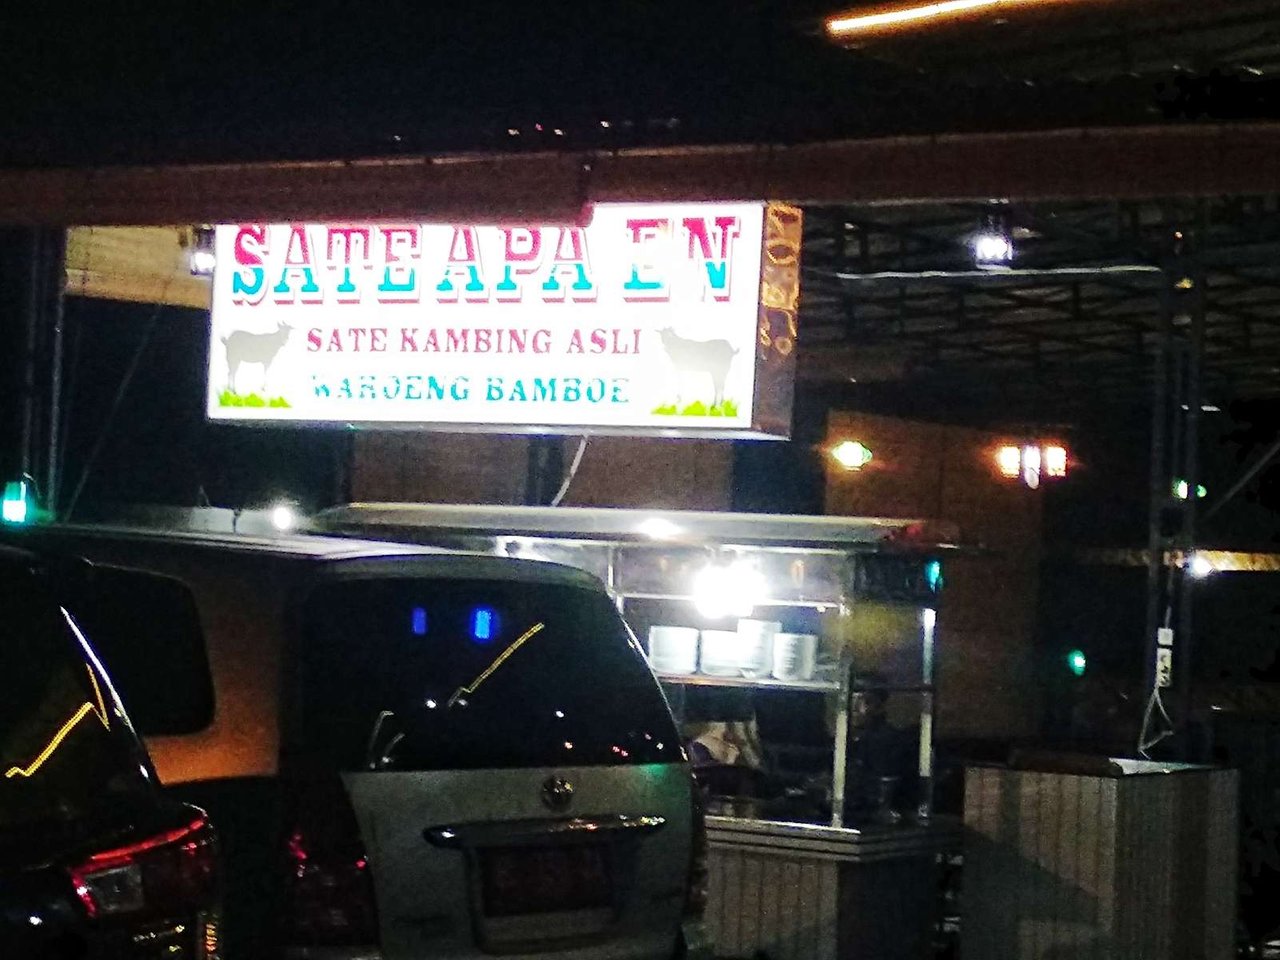 SATE APA EN
SATE KAMBING ASLI
WAROENG BAMBOE